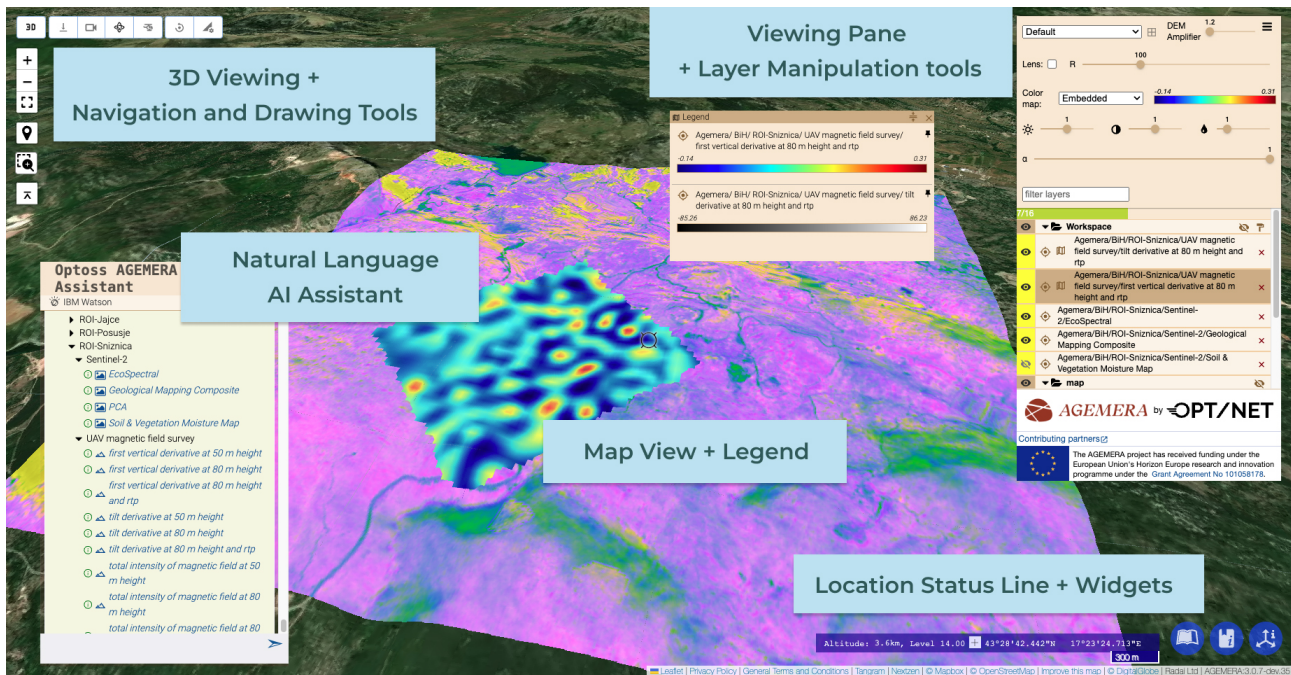 3D
3D Viewing +
Navigation and Drawing Tools
Viewing Pane
+ Layer Manipulation tools
Default
DEM
Amplifier
1.2
Lens:
R
100
Color
map:
Embedded
-0.14
0.31
1
1
1
α
1
filter layers
7/16
Workspace
Agemera/BiH/ROI-Sniznica/UAV magnetic
field survey/tilt derivative at 80 m height and
rtp
Agemera/BiH/ROI-Sniznica/UAV magnetic
field survey/first vertical derivative at 80 m
height and rtp
Agemera/BiH/ROI-Sniznica/Sentinel-
2/EcoSpectral
Agemera/BiH/ROI-Sniznica/Sentinel-2/Geological
Mapping Composite
Agemera/BiH/ROI-Sniznica/Sentinel-2/Soil &
Vegetation Moisture Map
map
AGEMERA by OPT/NET
Contributing partners
The AGEMERA project has received funding under the
European Union's Horizon Europe research and innovation
programme under the Grant Agreement No 101058178.
Legend
Agemera/ BiH/ ROI-Sniznica/ UAV magnetic field survey/
first vertical derivative at 80 m height and rtp
-0.14
0.31
Agemera/ BiH/ ROI-Sniznica/ UAV magnetic field survey/ tilt
derivative at 80 m height and rtp
-85.26
86.23
Natural Language
AI Assistant
Optoss AGEMERA
Assistant
IBM Watson
ROI-Jajce
ROI-Posusje
ROI-Sniznica
Sentinel-2
EcoSpectral
Geological Mapping Composite
PCA
Soil & Vegetation Moisture Map
UAV magnetic field survey
first vertical derivative at 50 m height
first vertical derivative at 80 m height
first vertical derivative at 80 m height
and rtp
tilt derivative at 50 m height
tilt derivative at 80 m height
tilt derivative at 80 m height and rtp
total intensity of magnetic field at 50
m height
total intensity of magnetic field at 80
m height
total intensity of magnetic field at 80
Map View + Legend
Location Status Line + Widgets
Altitude: 3.6km, Level 14.00 43°28'42.442"N 17°23'24.713"E
300 m
Leaflet | Privacy Policy | General Terms and Conditions | Tangram | Nextzen | © Mapbox | © OpenStreetMap | Improve this map | © DigitalGlobe | Radai Ltd | AGEMERA:3.0.7-dev.35